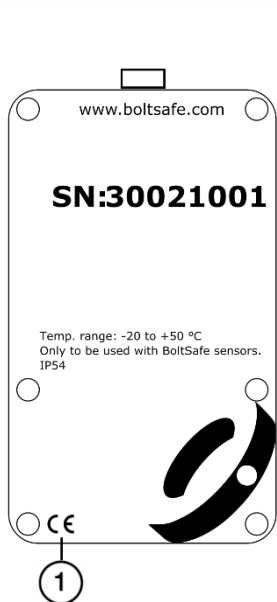 www.boltsafe.com
SN:30021001
Temp. range: -20 to +50 °C
Only to be used with BoltSafe sensors.
IP54
CE
1